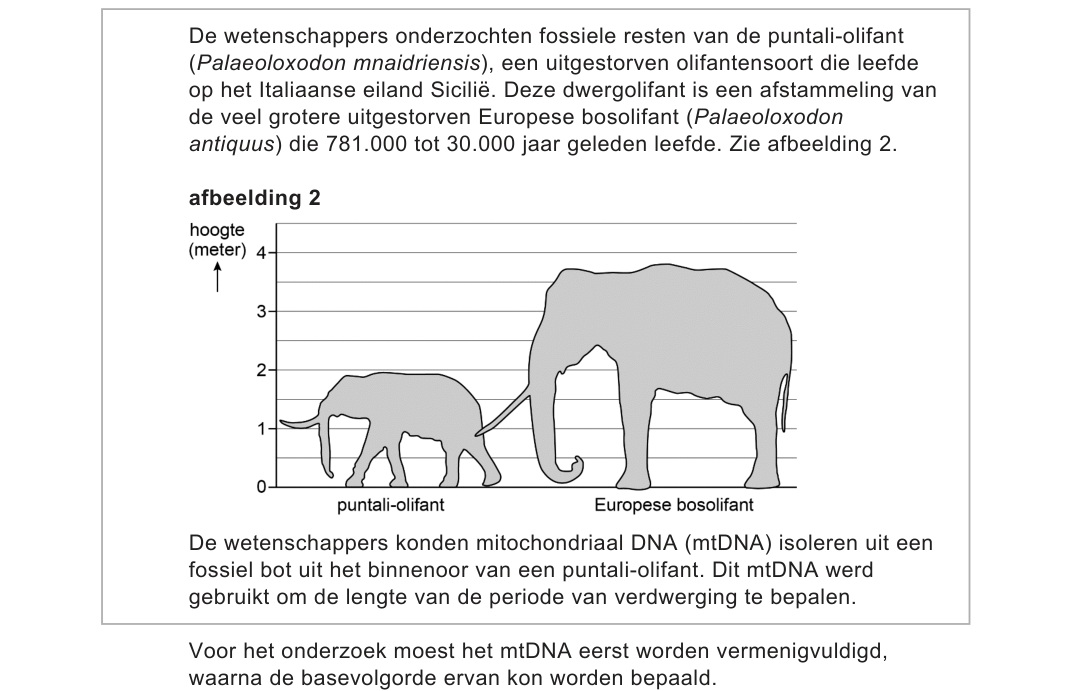 De wetenschappers onderzochten fossiele resten van de puntali-olifant
(Palaeoloxodon mnaidriensis), een uitgestorven olifantensoort die leefde
op het Italiaanse eiland Sicilië. Deze dwergolifant is een afstammeling van
de veel grotere uitgestorven Europese bosolifant (Palaeoloxodon
antiquus) die 781.000 tot 30.000 jaar geleden leefde. Zie afbeelding 2.
afbeelding 2
hoogte
(meter)
4
3
2
1
0
puntali-olifant
Europese bosolifant
De wetenschappers konden mitochondriaal DNA (mtDNA) isoleren uit een
fossiel bot uit het binnenoor van een puntali-olifant. Dit mtDNA werd
gebruikt om de lengte van de periode van verdwerging te bepalen.
Voor het onderzoek moest het mtDNA eerst worden vermenigvuldigd,
waarna de basevolgorde ervan kon worden bepaald.